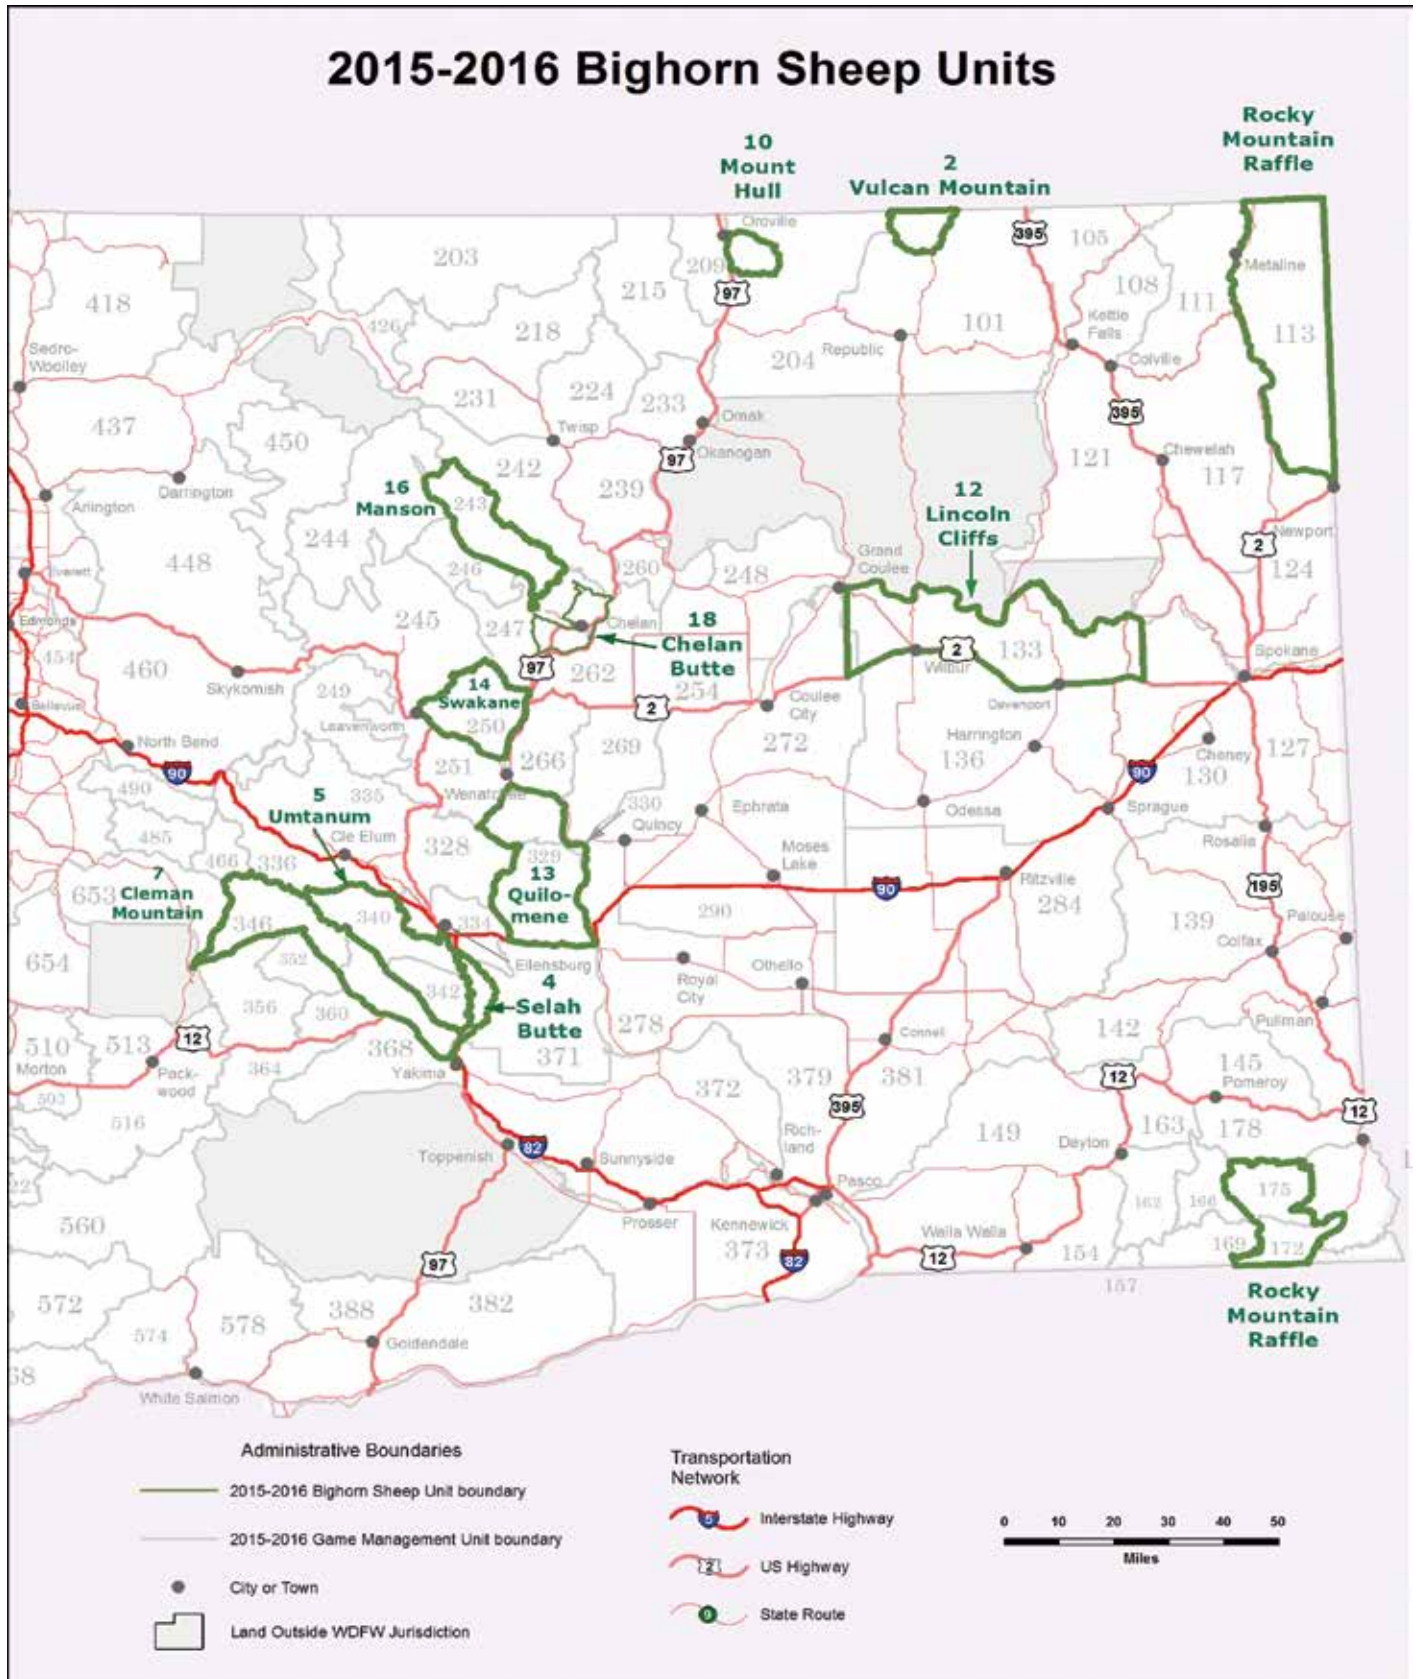 2015-2016 Bighorn Sheep Units
10
Mount
Hull
2
Vulcan Mountain
Rocky
Mountain
Raffle
Oroville
203
209
215
97
395
105
108
111
Metaline
113
418
426
218
Sedro-
Woolley
101
Kettle
Falls
204
Republic
Colville
231
224
233
395
Omak
437
450
Twisp
97
Okanogan
242
239
121
Chewelah
117
Darrington
Arlington
16
Manson
243
12
Lincoln
Cliffs
244
Newport
2
448
Everett
246
260
248
Grand
Coulee
124
Edmonds
245
247
Chelan
18
Chelan
Butte
133
2
Wilbur
Spokane
454
460
97
262
254
Skykomish
249
14
Swakane
250
Leavenworth
2
Coulee
City
Davenport
Bellevue
North Bend
269
272
Harrington
136
Cheney
127
130
90
251
266
90
490
335
Wenatchee
5
Umtanum
330
Quincy
Ephrata
Odessa
Sprague
485
Cle Elum
328
Rosalia
466
336
329
Moses
Lake
7
Cleman
Mountain
653
13
Quilo-
mene
90
Ritzville
195
284
346
340
334
290
139
Palouse
Colfax
654
352
Ellensburg
Royal
City
Othello
342
4
Selah
Butte
356
360
278
Connell
142
Pullman
510
Morton
513
12
Pack-
wood
368
364
Yakima
371
372
379
381
145
Pomeroy
12
503
516
395
12
Rich-
land
149
Dayton
163
178
82
Toppenish
Sunnyside
Pasco
175
162
166
22
560
Prosser
Kennewick
373
Walla Walla
154
169
172
97
82
12
157
Rocky
Mountain
Raffle
572
574
578
388
382
Goldendale
68
White Salmon
Administrative Boundaries
2015-2016 Bighorn Sheep Unit boundary
2015-2016 Game Management Unit boundary
City or Town
Land Outside WDFW Jurisdiction
Transportation
Network
5
Interstate Highway
2
US Highway
9
State Route
0 10 20 30 40 50
Miles